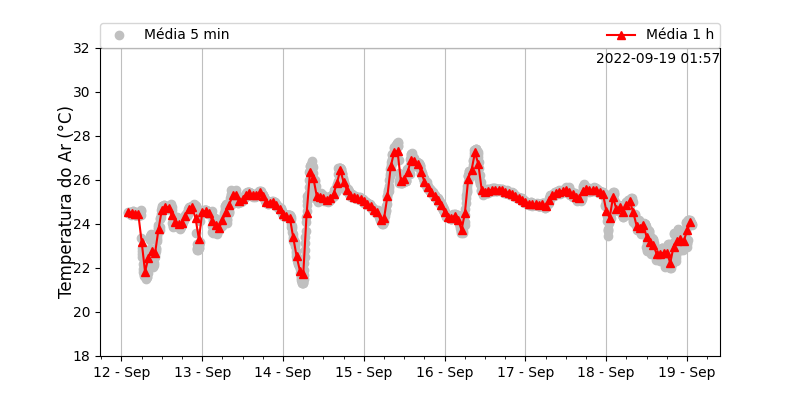 Média 5 min
Média 1 h
2022-09-19 01:57
Temperatura do Ar (°C)
32
30
28
26
24
22
20
18
12 - Sep
13 - Sep
14 - Sep
15 - Sep
16 - Sep
17 - Sep
18 - Sep
19 - Sep